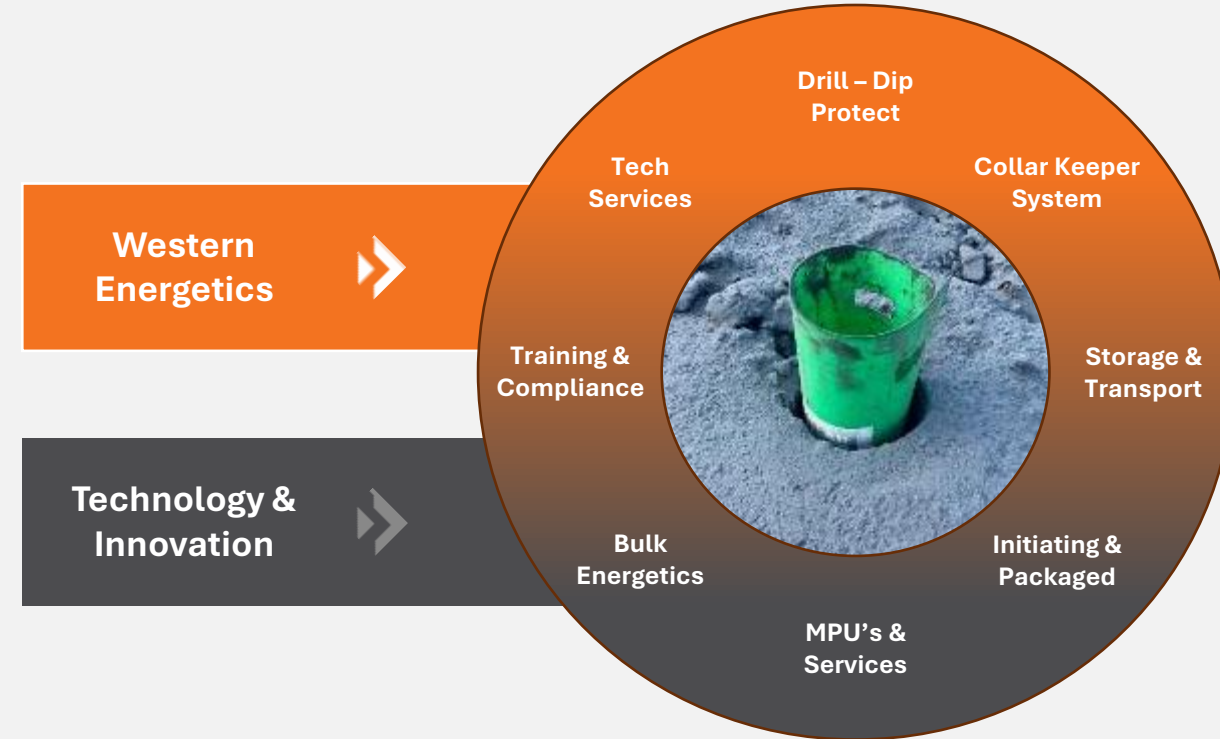 Drill – Dip
Protect
Tech
Services
Collar Keeper
System
Western
Energetics
Training &
Compliance
Storage &
Transport
Technology &
Innovation
Bulk
Energetics
Initiating &
Packaged
MPU’s &
Services